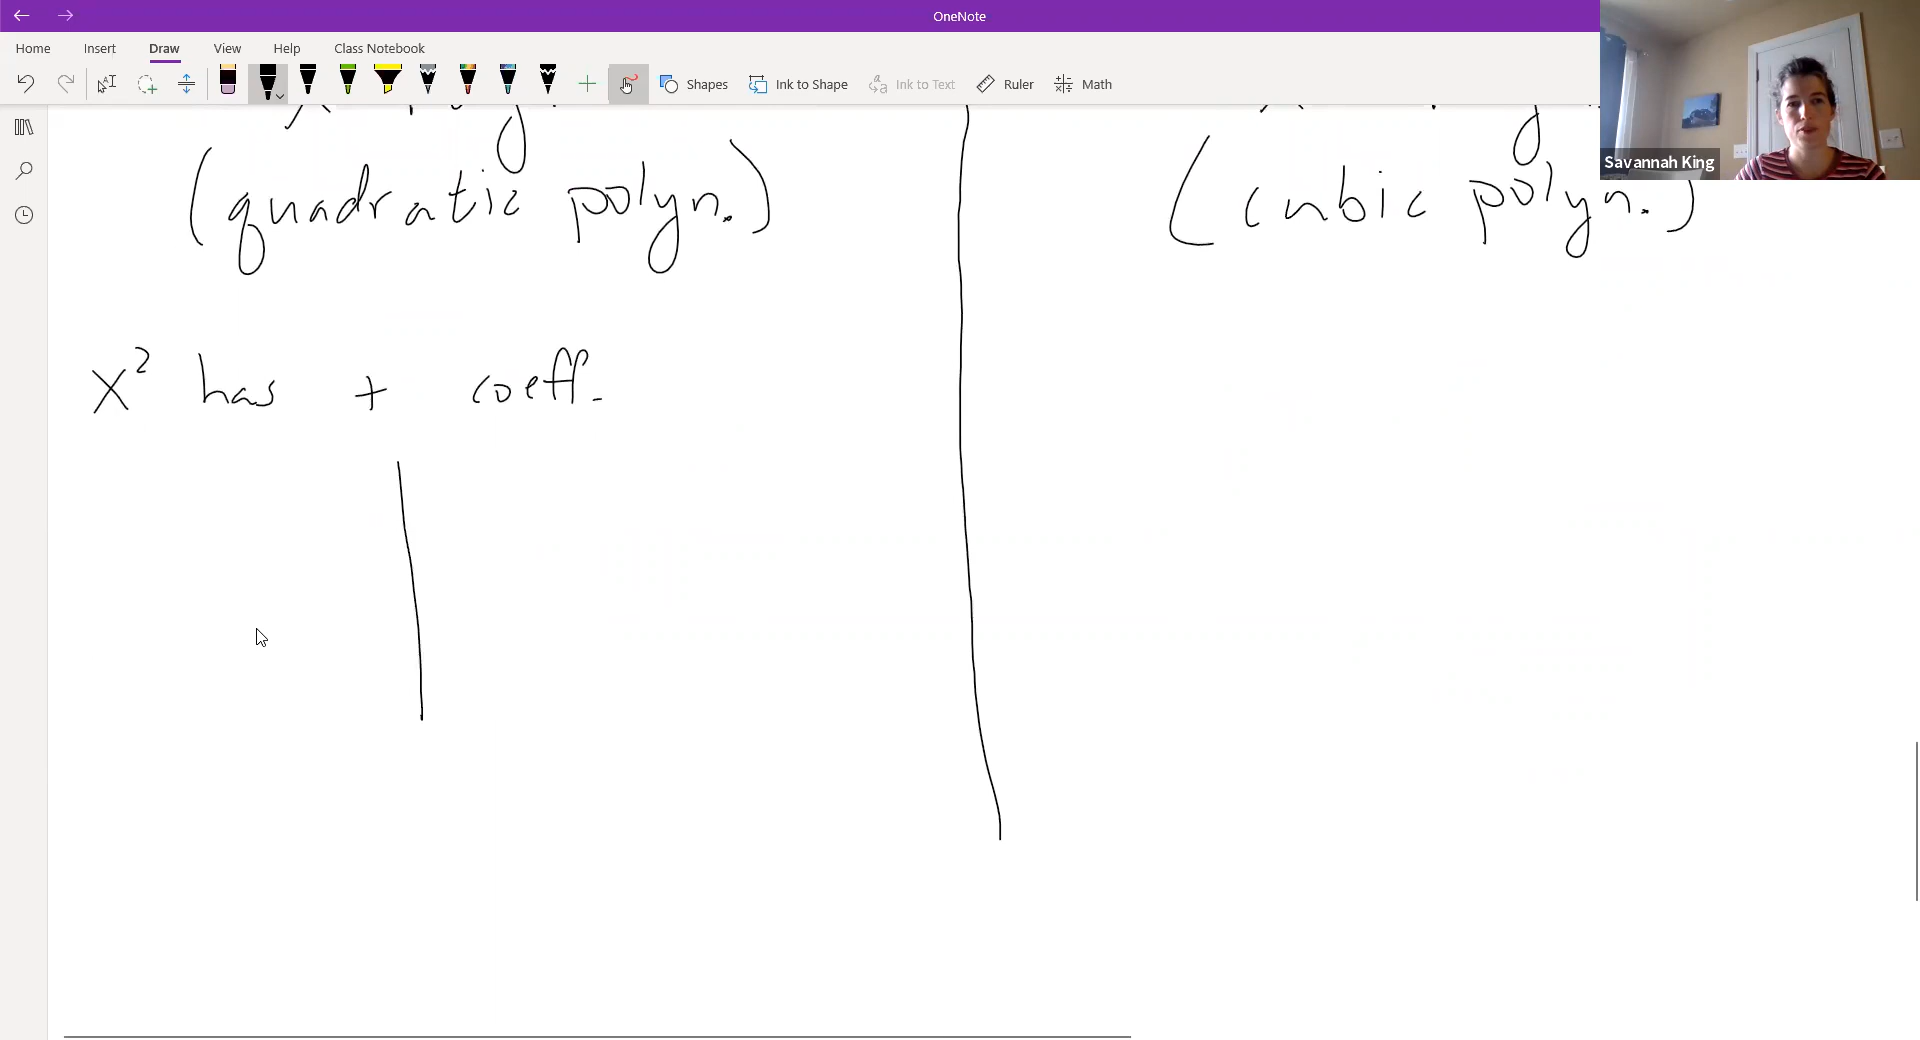 OneNote
Home Insert Draw View Help Class Notebook
Shapes Ink to Shape Ink to Text Ruler Math
Savannah King
(quadratic polyn.)
(cubic polyn.)
x² has + coeff.